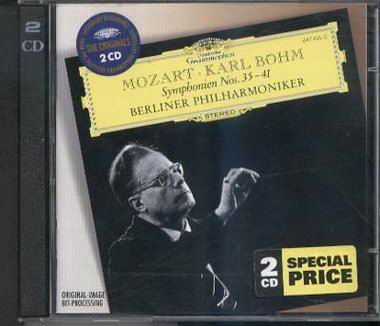 2
CD
THE ORIGINALS
2 CD
Deutsche
Grammophon
MOZART · KARL BÖHM
Symphonien Nos. 35-41
BERLINER PHILHARMONIKER
STEREO
2
CD
SPECIAL
PRICE
ORIGINAL-IMAGE
BIT-PROCESSING